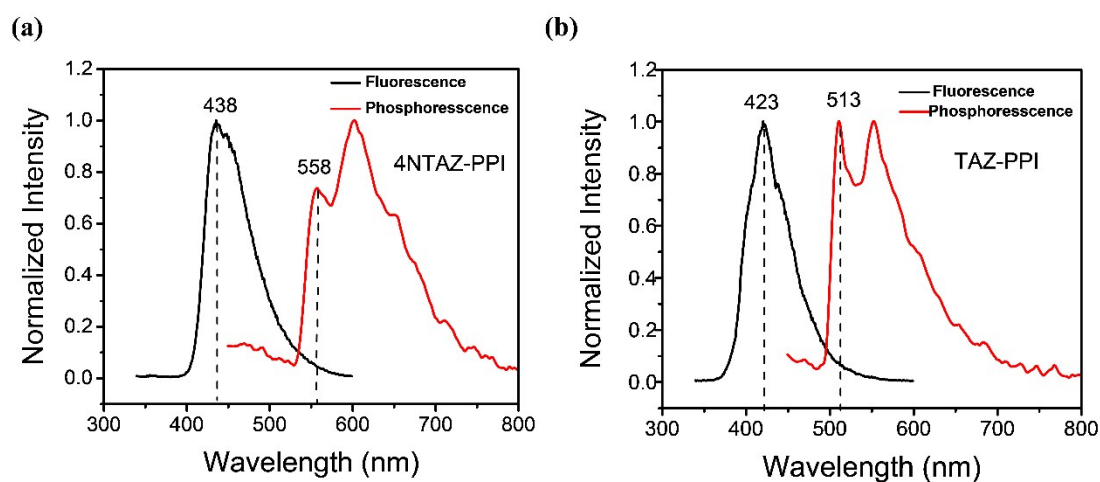 (a)
1.2
1.0
0.8
0.6
0.4
0.2
0.0
Normalized Intensity
Fluorescence
Phosphoresscence
438
558
4NTAZ-PPI
300 400 500 600 700 800
Wavelength (nm)
(b)
1.2
1.0
0.8
0.6
0.4
0.2
0.0
Normalized Intensity
Fluorescence
Phosphoresscence
423
513
TAZ-PPI
300 400 500 600 700 800
Wavelength (nm)